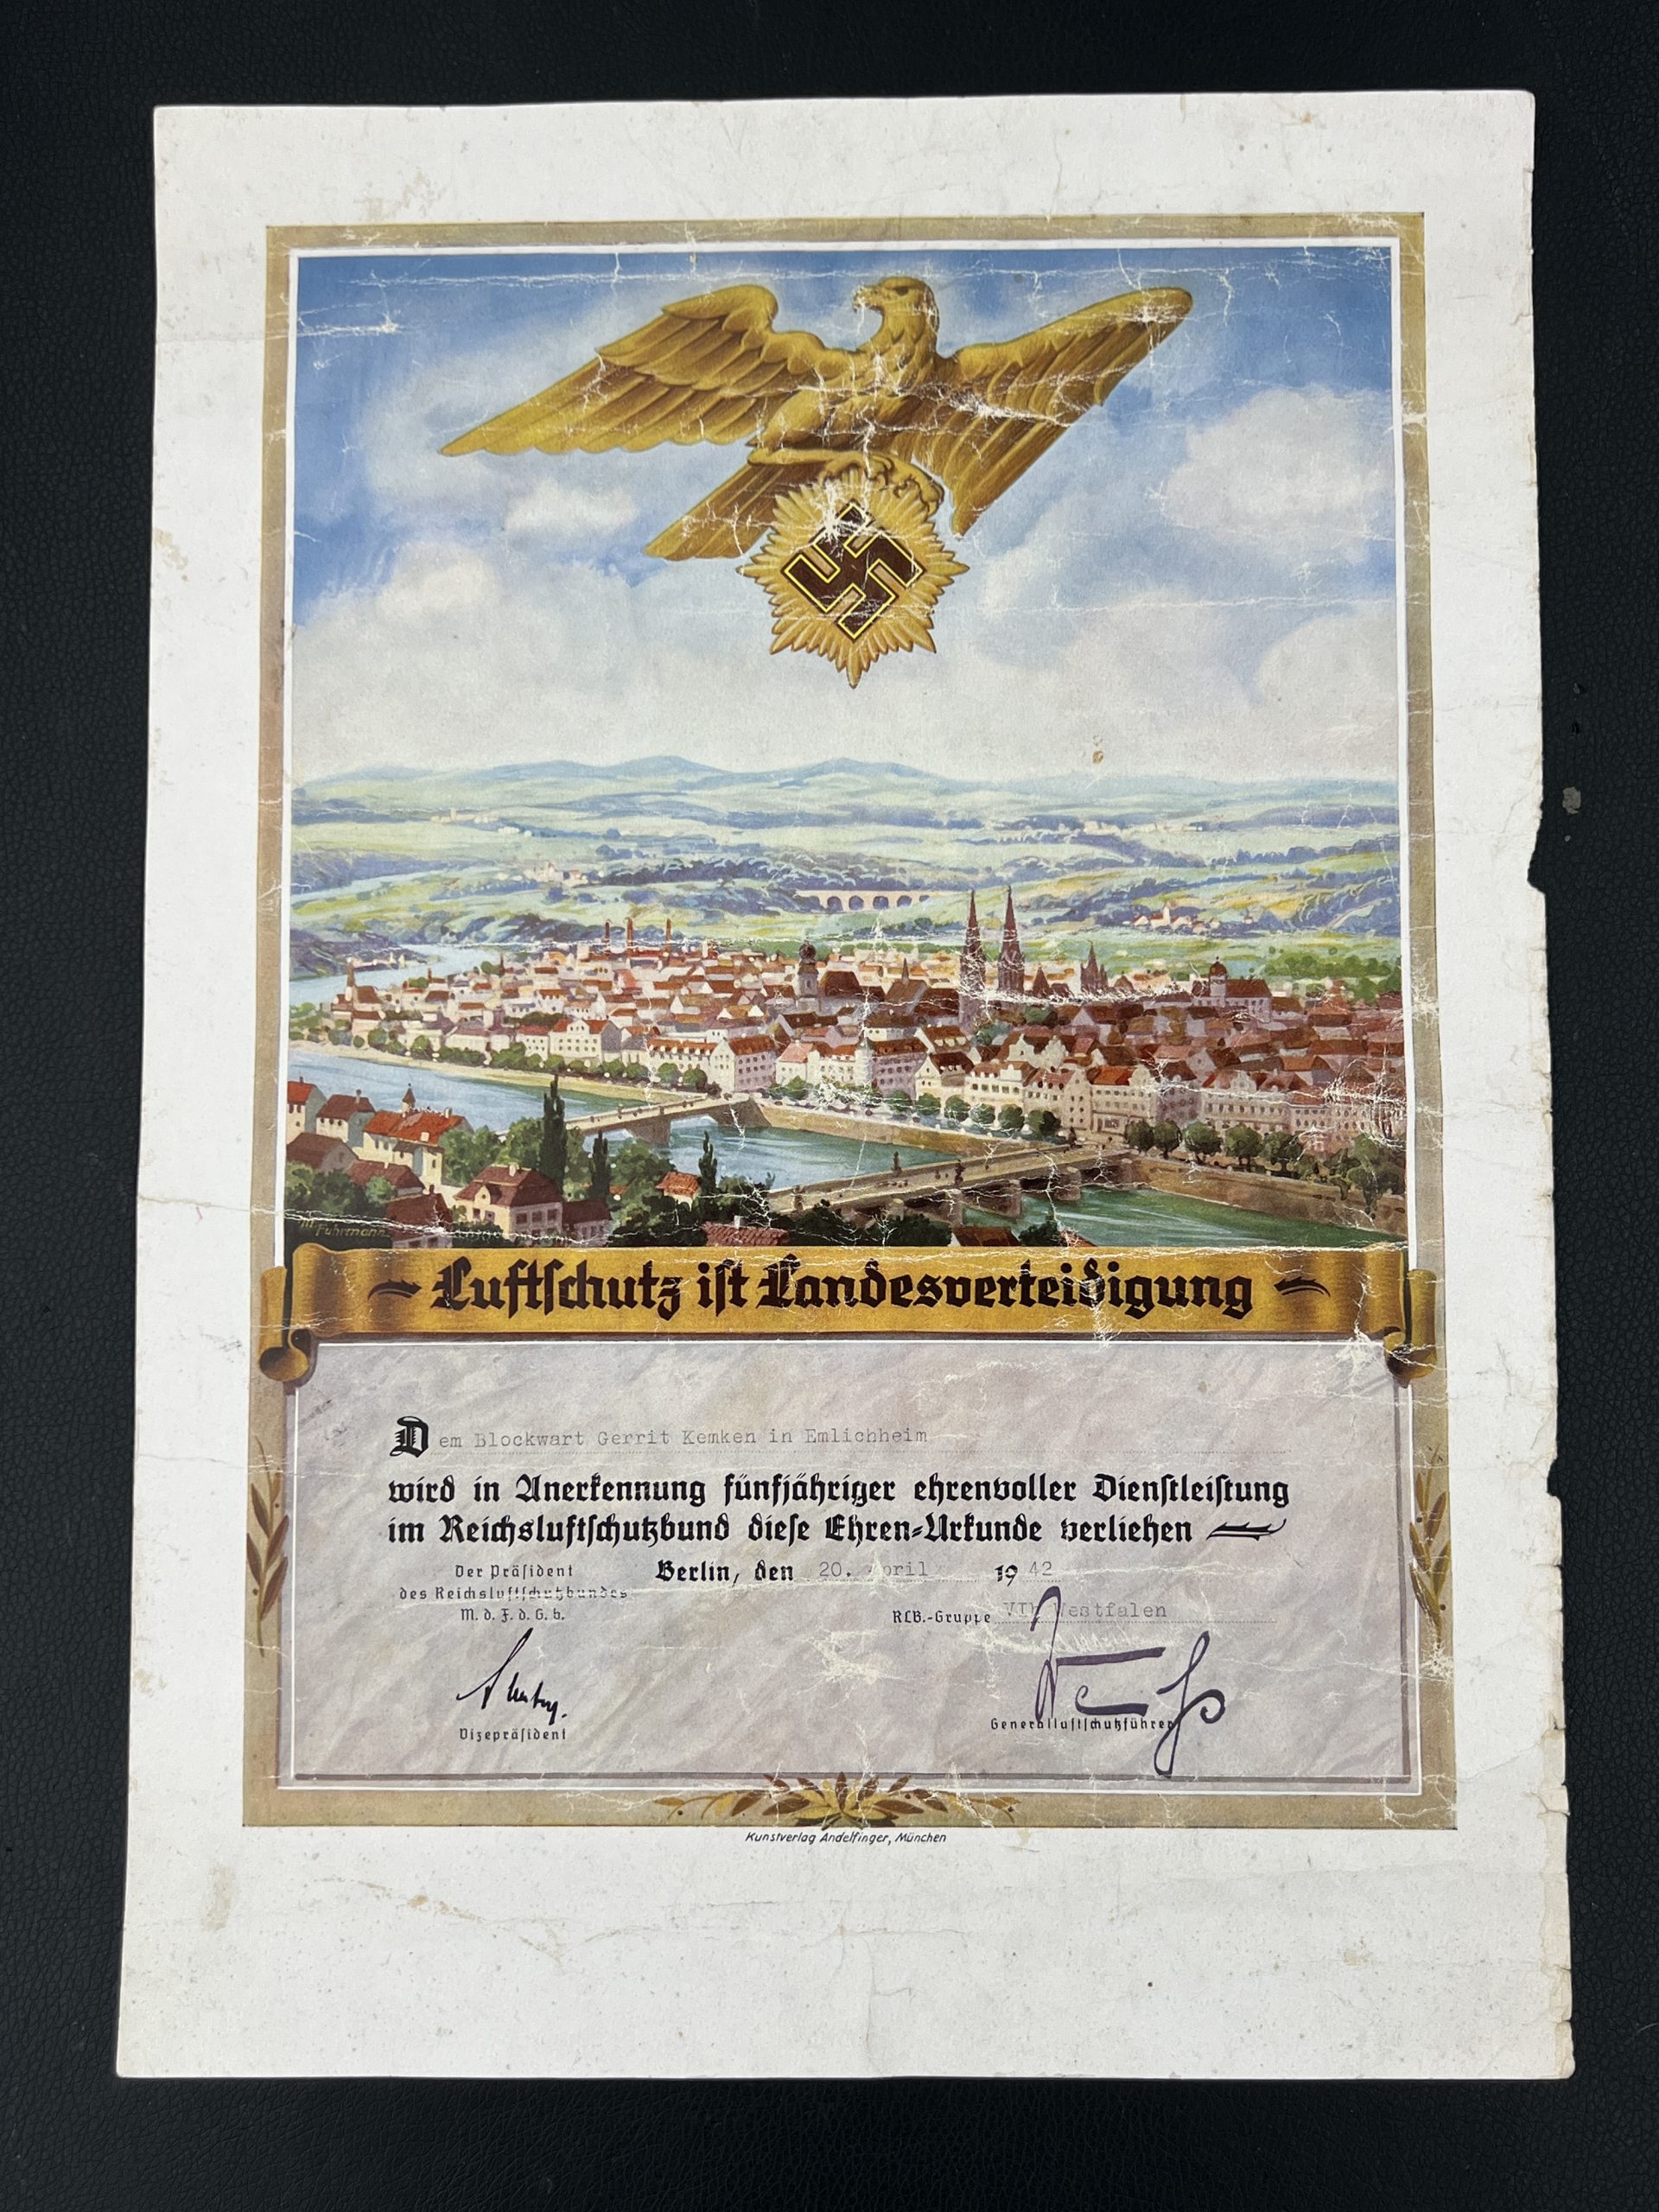 M. Fuhrmann
Luftschutz ist Landesverteidigung
Dem Blockwart Gerrit Kemken in Emlichheim
wird in Anerkennung fünfjähriger ehrenvoller Dienstleistung
im Reichsluftschutzbund diese Ehren-Urkunde verliehen
Berlin, den 20. April 1942
Der Präsident
des Reichsluftschutzbundes
M. d. F. d. G. b.
RLB.-Gruppe Westfalen
Vizepräsident
Generalluftschutzführer
Kunstverlag Andelfinger, München